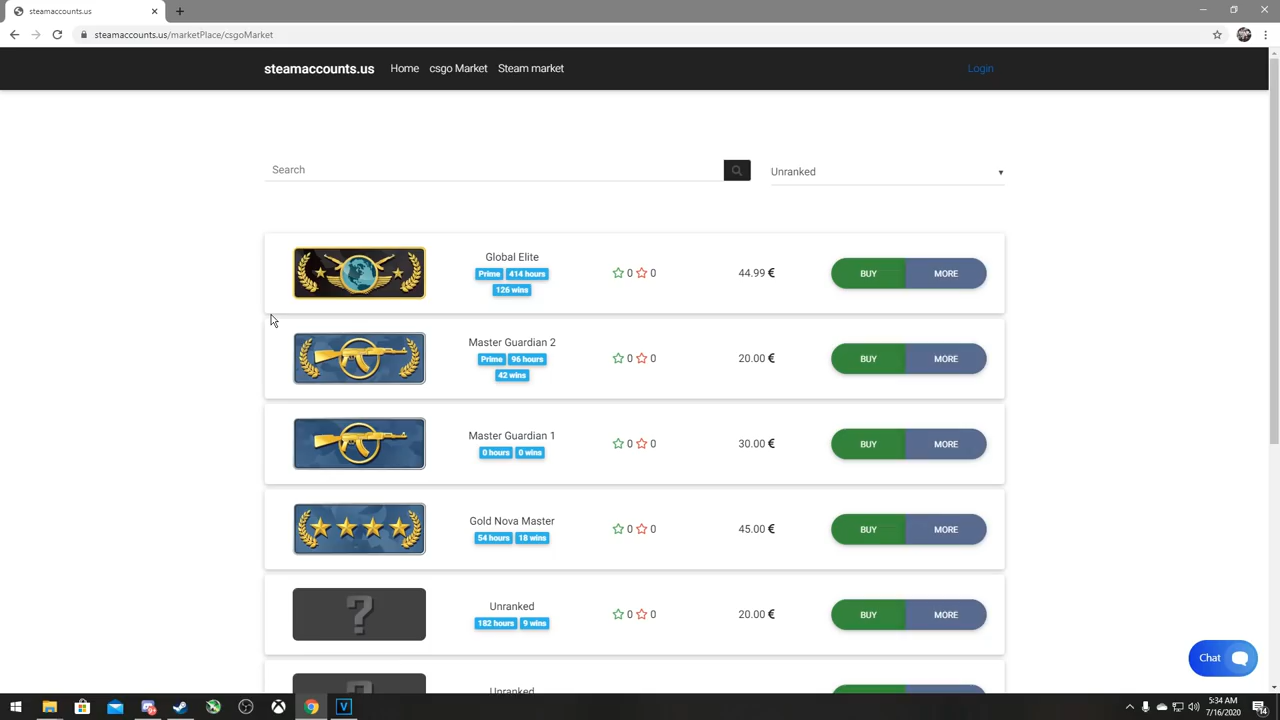 steamaccounts.us
steamaccounts.us/marketPlace/csgoMarket
steamaccounts.us Home csgo Market Steam market Login
Search Unranked
Global Elite
Prime 414 hours
126 wins
0 0
44.99 €
BUY MORE
Master Guardian 2
Prime 96 hours
42 wins
0 0
20.00 €
BUY MORE
Master Guardian 1
0 hours 0 wins
0 0
30.00 €
BUY MORE
Gold Nova Master
54 hours 18 wins
0 0
45.00 €
BUY MORE
?
Unranked
182 hours 9 wins
0 0
20.00 €
BUY MORE
Unranked
Chat
5:34 AM
7/16/2020
14